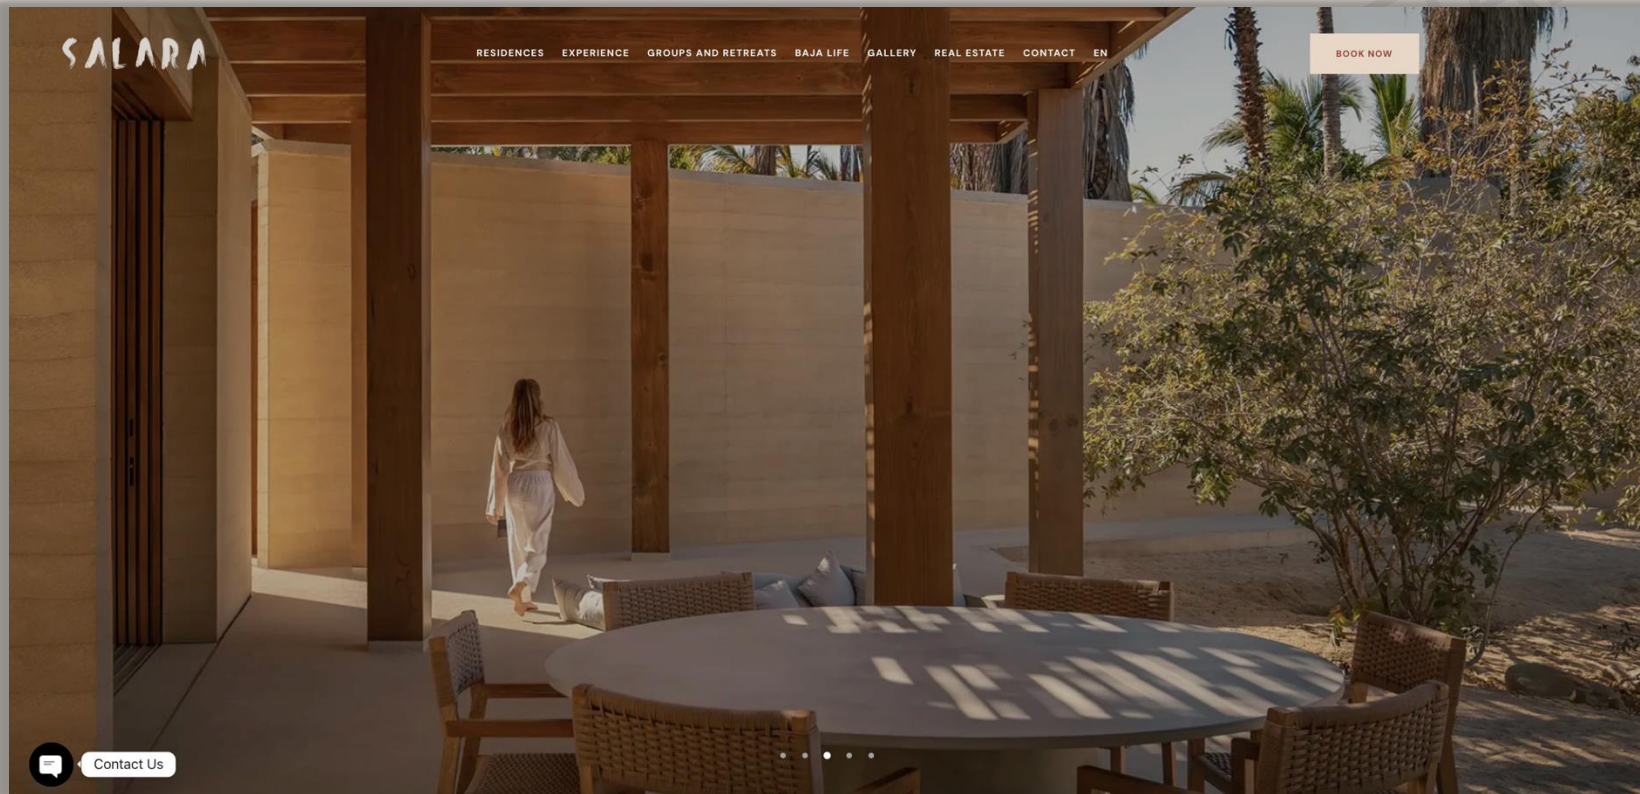 SALARA
RESIDENCES EXPERIENCE GROUPS AND RETREATS BAJA LIFE GALLERY REAL ESTATE CONTACT EN
BOOK NOW
Contact Us